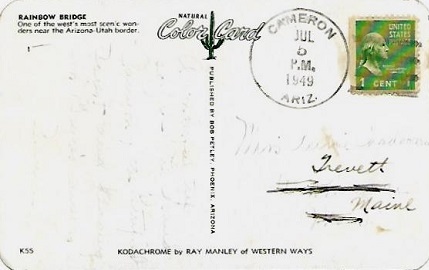 RAINBOW BRIDGE
One of the west's most scenic won-
ders near the Arizona-Utah border.
NATURAL
Color Card
PUBLISHED BY BOB PETLEY PHOENIX, ARIZONA
CAMERON
JUL
5
P.M.
1949
ARIZ.
UNITED
STATES
1 CENT 1
Trevett
Maine
K55
KODACHROME by RAY MANLEY of WESTERN WAYS